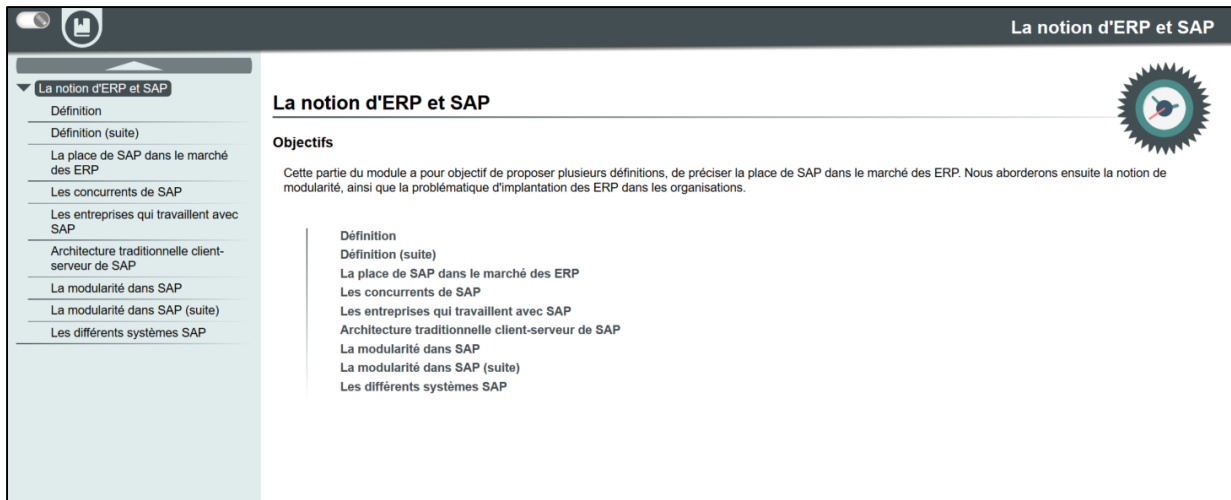 La notion d'ERP et SAP
La notion d'ERP et SAP
Définition
Définition (suite)
La place de SAP dans le marché
des ERP
Les concurrents de SAP
Les entreprises qui travaillent avec
SAP
Architecture traditionnelle client-
serveur de SAP
La modularité dans SAP
La modularité dans SAP (suite)
Les différents systèmes SAP
La notion d'ERP et SAP
Objectifs
Cette partie du module a pour objectif de proposer plusieurs définitions, de préciser la place de SAP dans le marché des ERP. Nous aborderons ensuite la notion de
modularité, ainsi que la problématique d'implantation des ERP dans les organisations.
Définition
Définition (suite)
La place de SAP dans le marché des ERP
Les concurrents de SAP
Les entreprises qui travaillent avec SAP
Architecture traditionnelle client-serveur de SAP
La modularité dans SAP
La modularité dans SAP (suite)
Les différents systèmes SAP